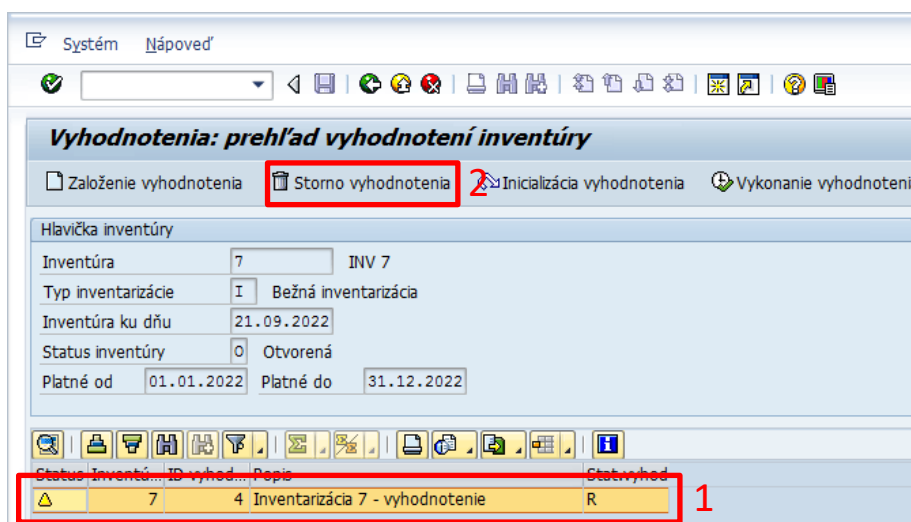 Systém Nápoveď
Vyhodnotenia: prehľad vyhodnotení inventúry
Založenie vyhodnotenia Storno vyhodnotenia 2 Inicializácia vyhodnotenia Vykonanie vyhodnoteni
Hlavička inventúry
Inventúra 7 INV 7
Typ inventarizácie I Bežná inventarizácia
Inventúra ku dňu 21.09.2022
Status inventúry O Otvorená
Platné od 01.01.2022 Platné do 31.12.2022
Status Inventú... ID vyhod... Popis Stat.vyhod
7 4 Inventarizácia 7 - vyhodnotenie R 1